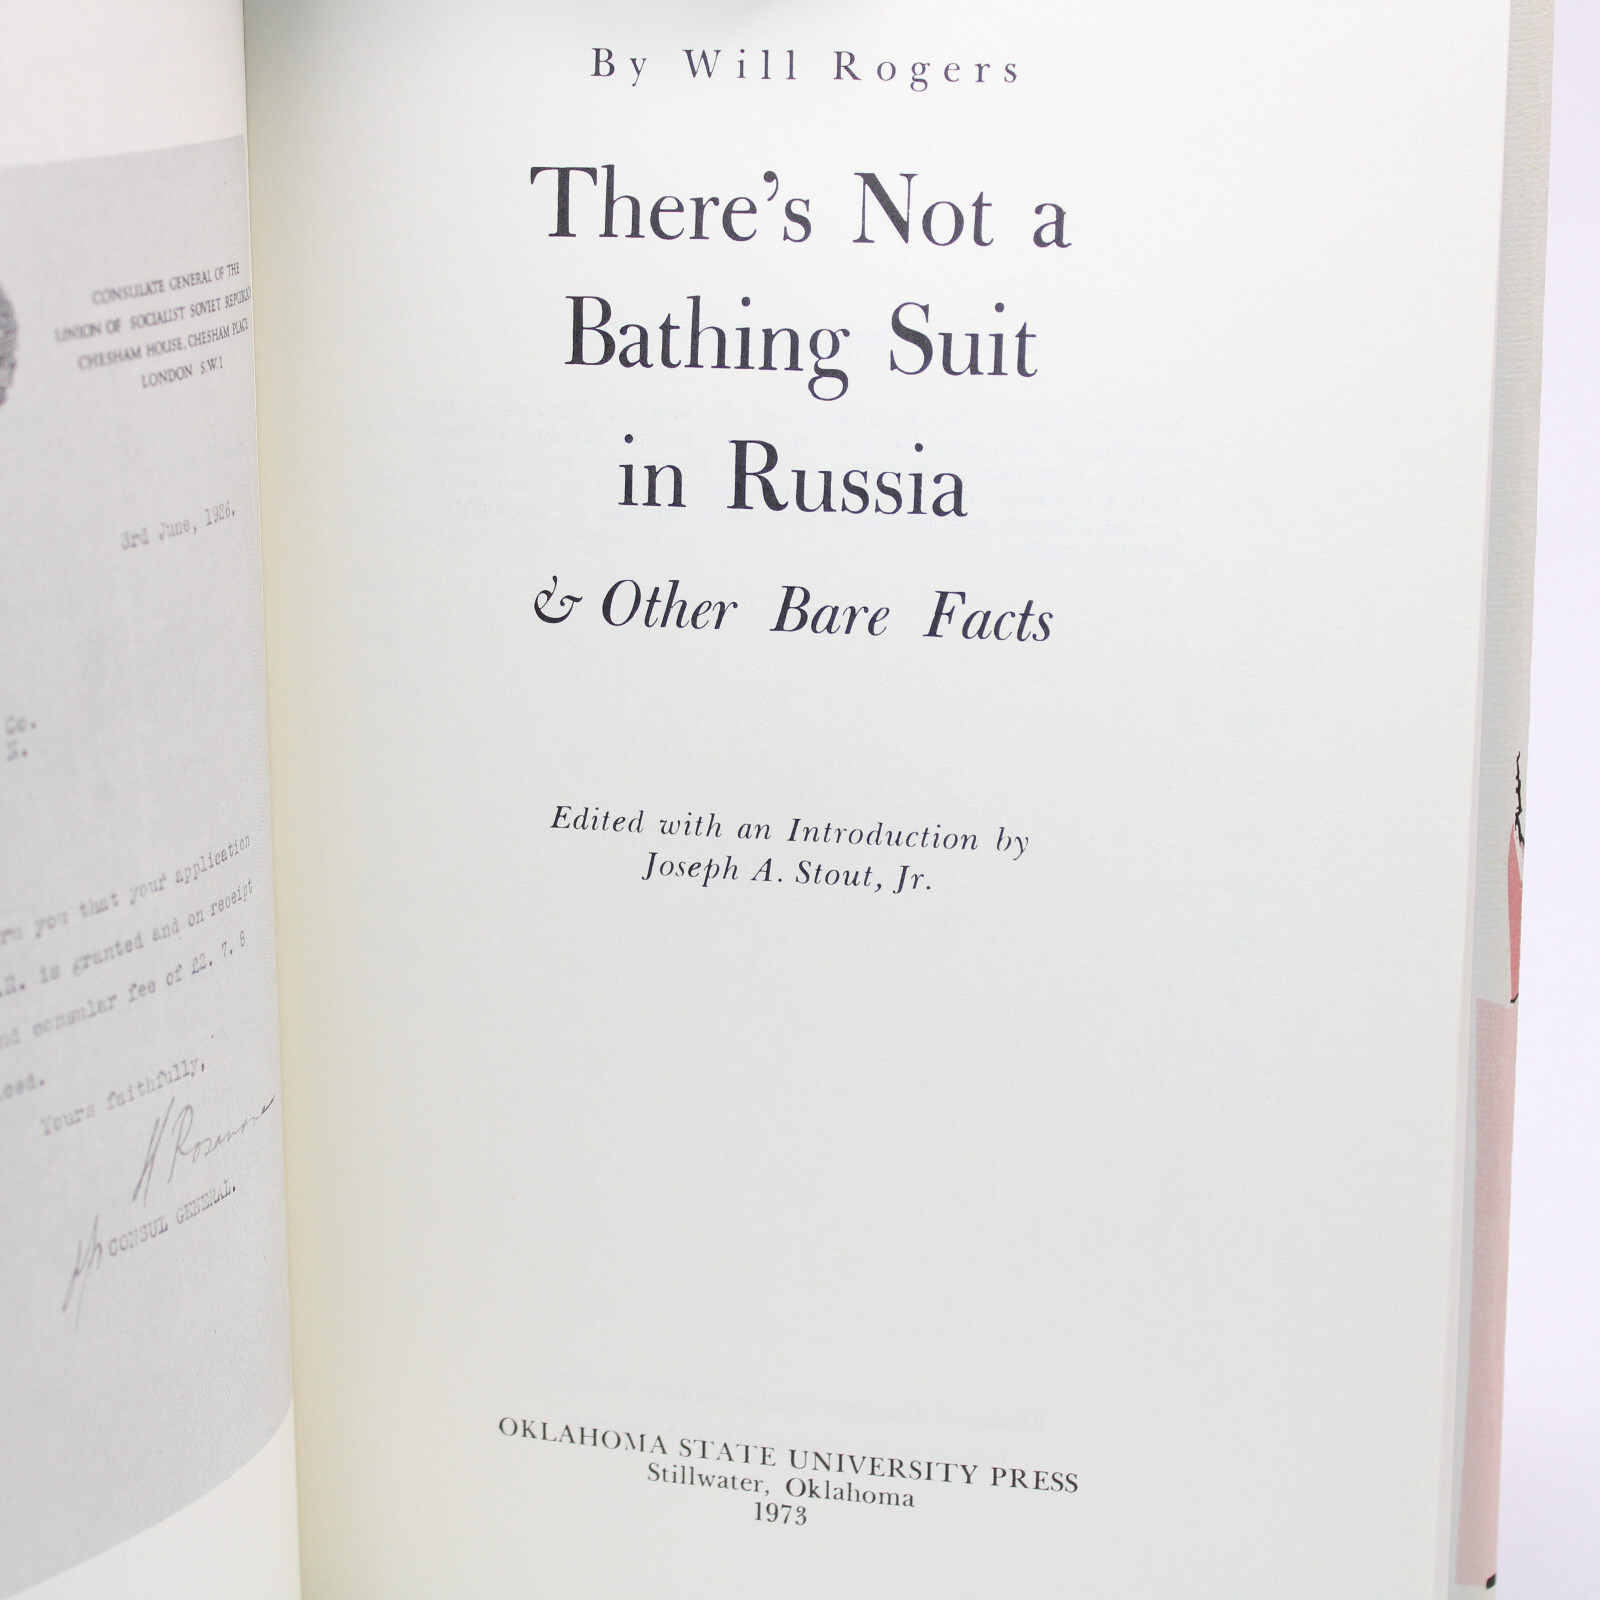 CONSULATE GENERAL OF THE
UNION OF SOCIALIST SOVIET
CHESHAM HOUSE, CHESHAM PLACE
LONDON S.W.1
3rd June, 1926.
Co.
you that your application
is granted and on receipt
consular fee of £2. 7. 8
Yours faithfully,
CONSUL GENERAL.
By Will Rogers
There's Not a
Bathing Suit
in Russia
& Other Bare Facts
Edited with an Introduction by
Joseph A. Stout, Jr.
OKLAHOMA STATE UNIVERSITY PRESS
Stillwater, Oklahoma
1973